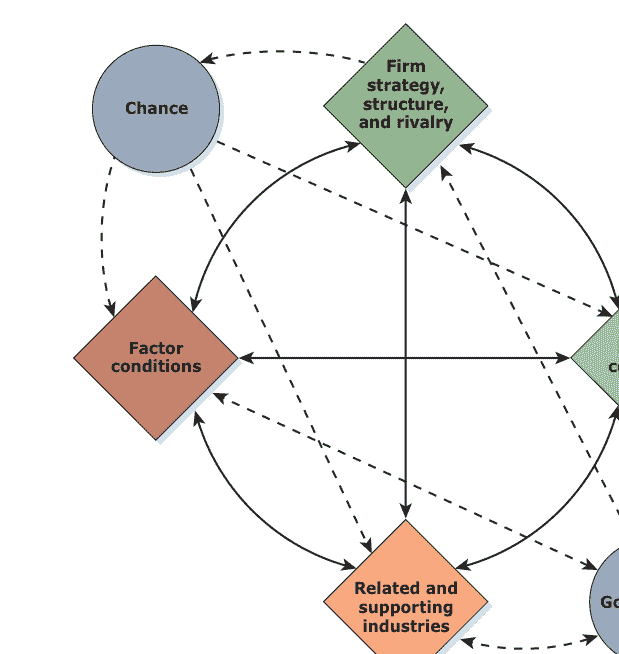 Firm
strategy,
structure,
and rivalry
Chance
Factor
conditions
Related and
supporting
industries